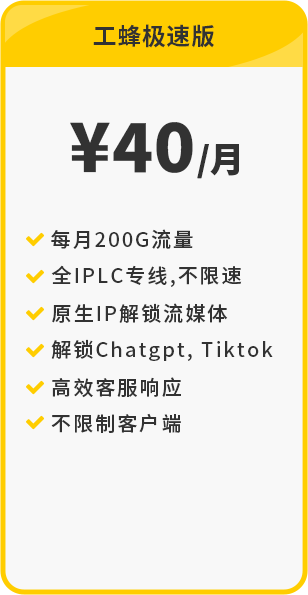 工蜂极速版
¥40/月
每月200G流量
全IPLC专线,不限速
原生IP解锁流媒体
解锁Chatgpt, Tiktok
高效客服响应
不限制客户端